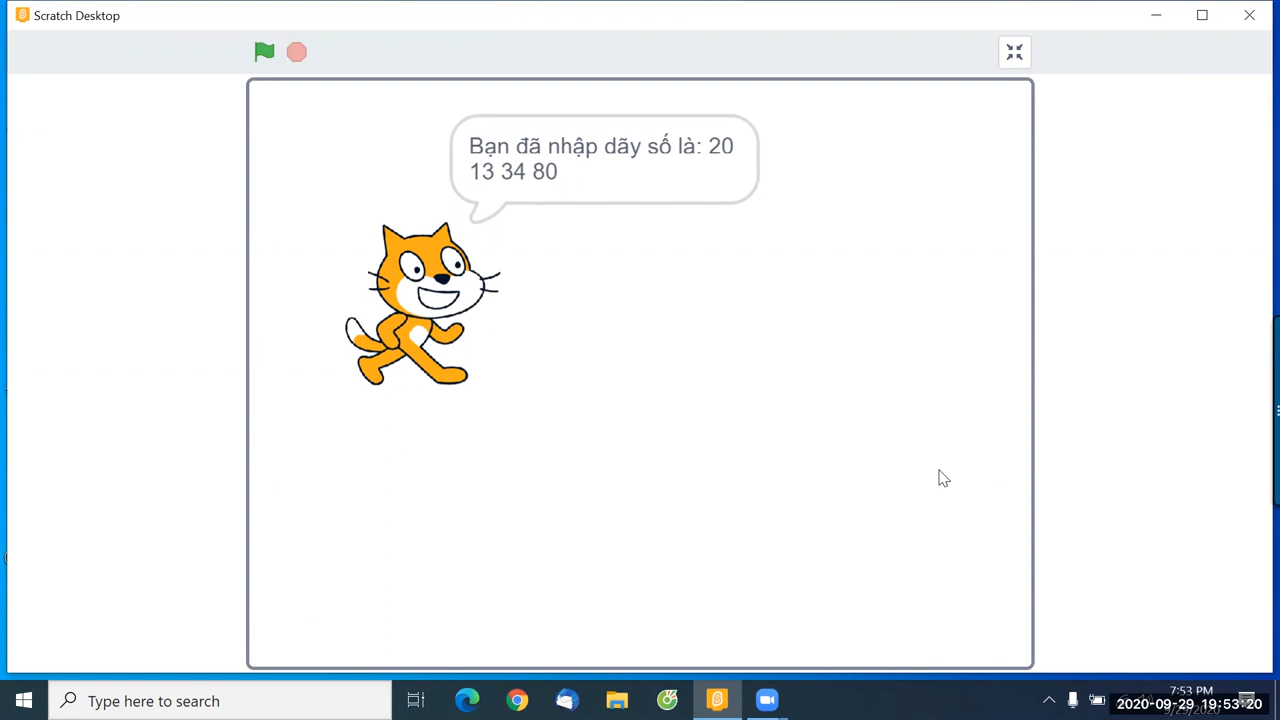 Scratch Desktop
Bạn đã nhập dãy số là: 20
13 34 80
Type here to search
7:53 PM
2020-09-29 19:53:20